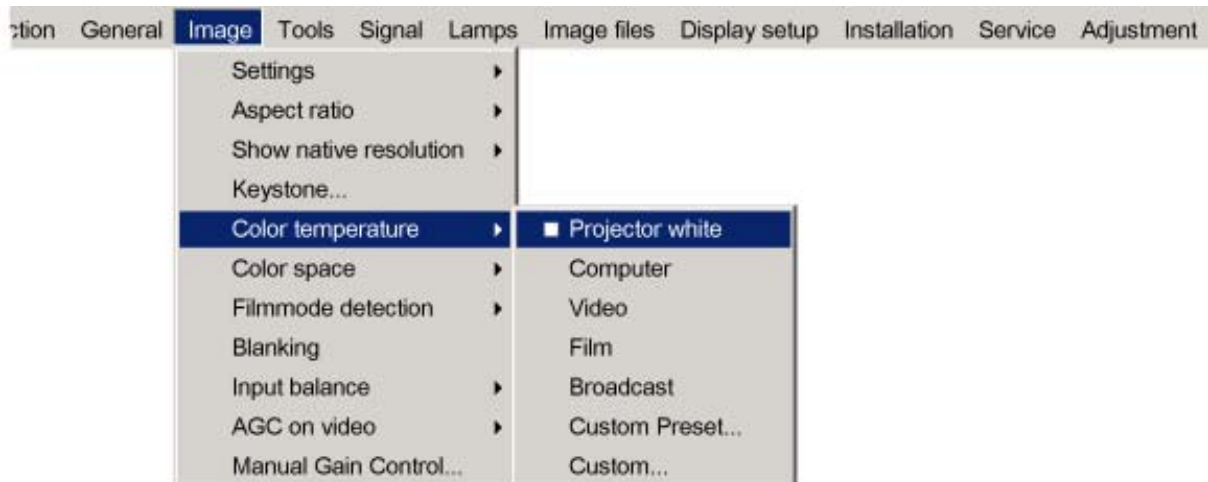 ction General Image Tools Signal Lamps Image files Display setup Installation Service Adjustment
Settings
Aspect ratio
Show native resolution
Keystone...
Color temperature
Color space
Filmmode detection
Blanking
Input balance
AGC on video
Manual Gain Control...
Projector white
Computer
Video
Film
Broadcast
Custom Preset...
Custom...